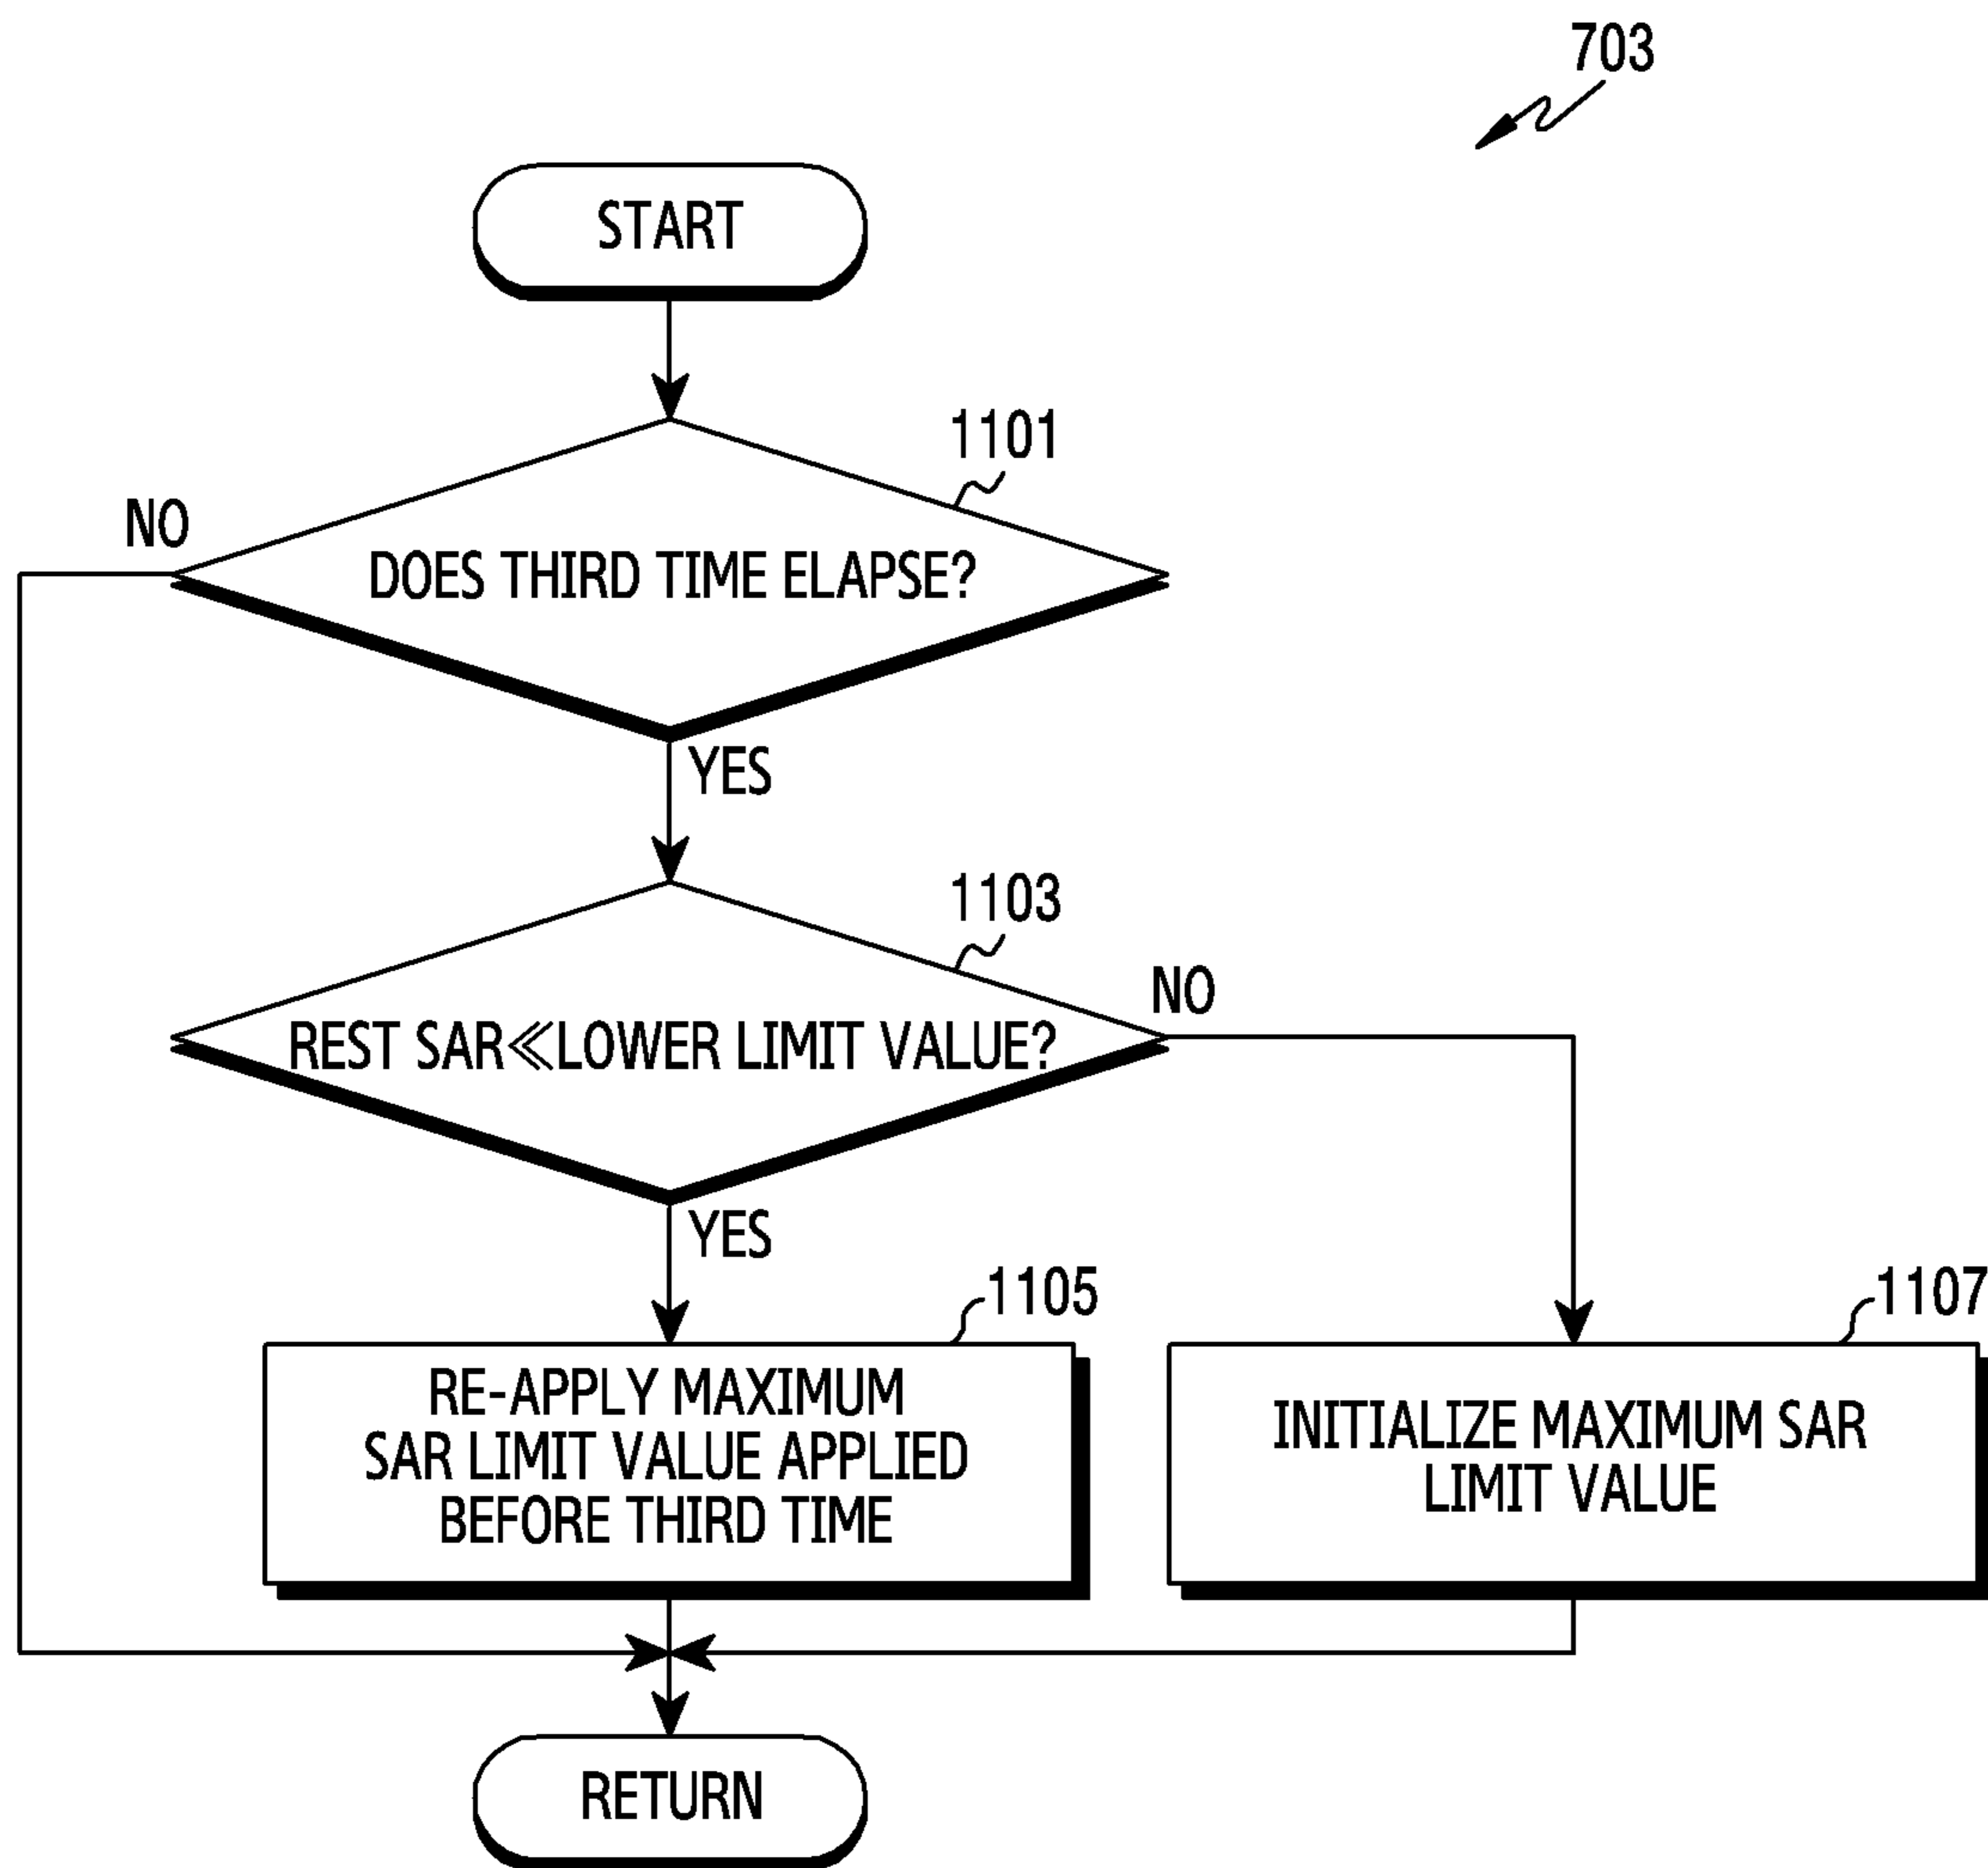 703
START
1101
NO
DOES THIRD TIME ELAPSE?
YES
1103
NO
REST SAR≪LOWER LIMIT VALUE?
YES
1105
1107
RE-APPLY MAXIMUM
SAR LIMIT VALUE APPLIED
BEFORE THIRD TIME
INITIALIZE MAXIMUM SAR
LIMIT VALUE
RETURN